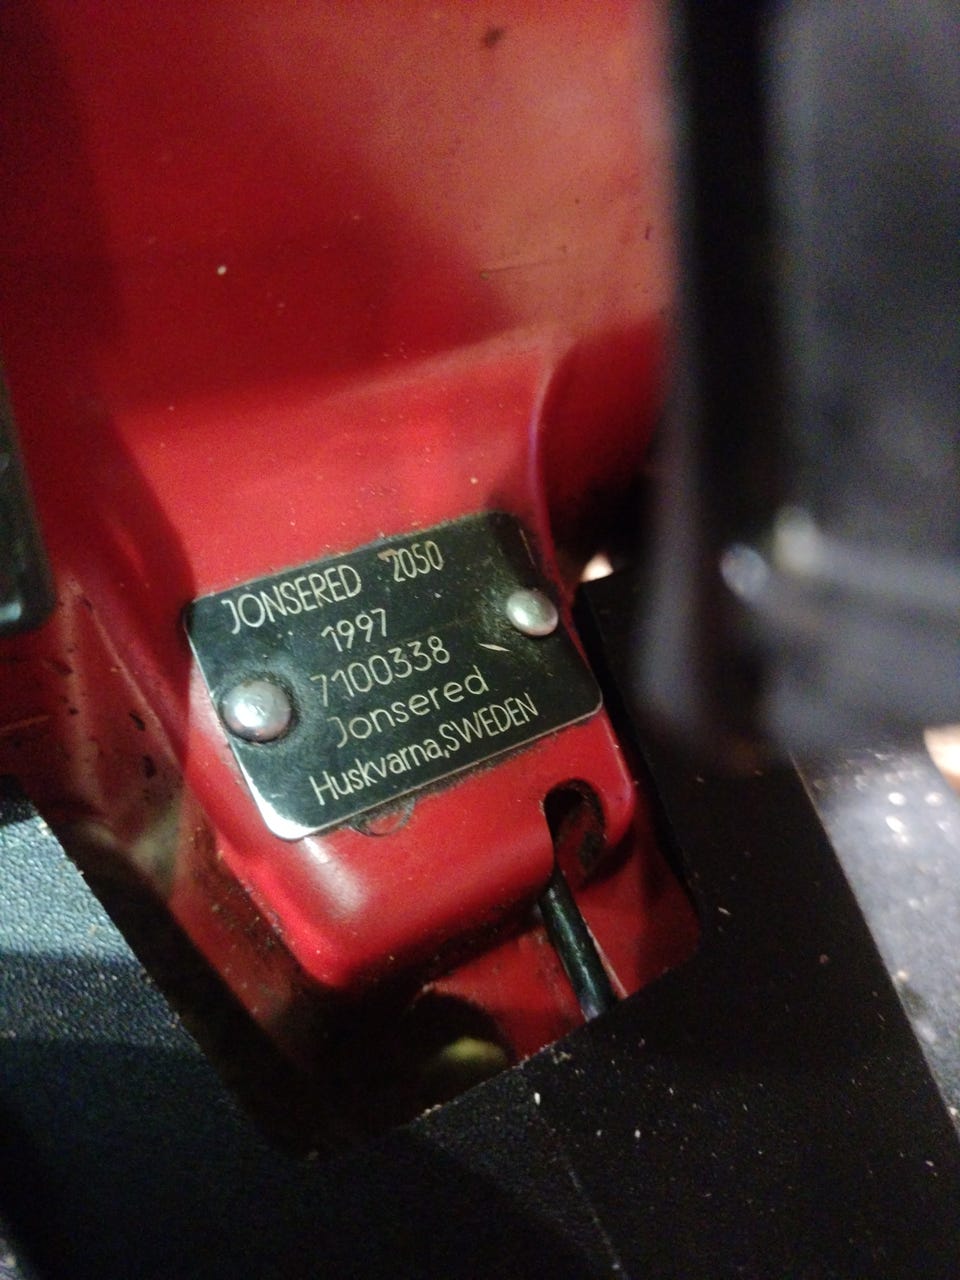 JONSERED 2050
1997
7100338
Jonsered
Huskvarna,SWEDEN